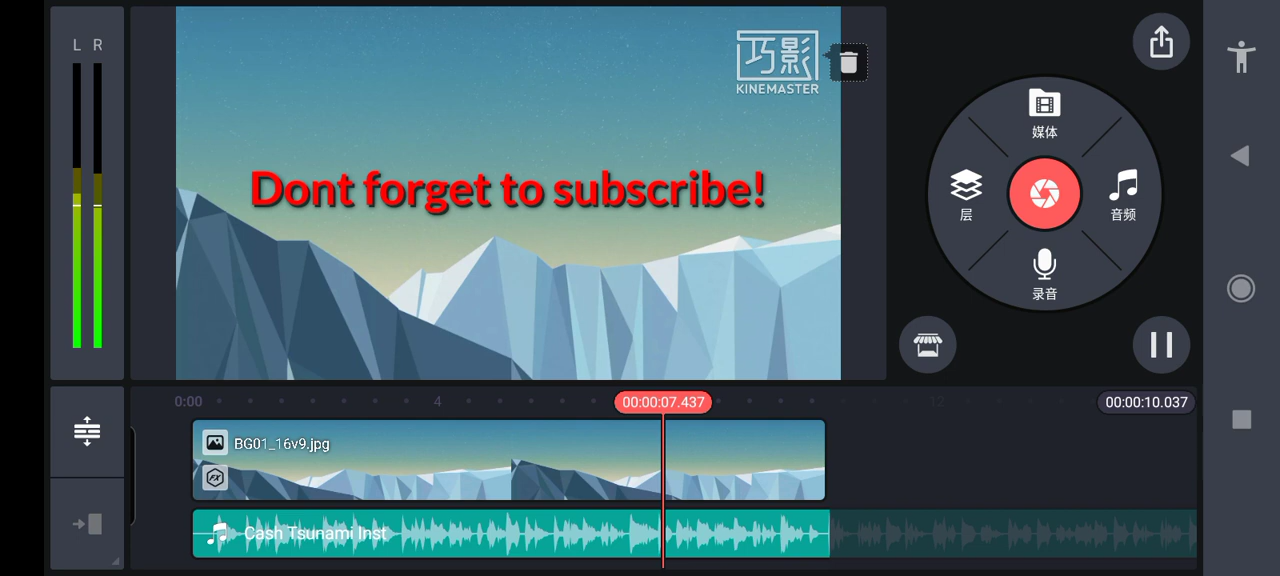 L R
巧影
KINEMASTER
Dont forget to subscribe!
媒体
层
音频
录音
0:00
4
00:00:07.437
12
00:00:10.037
BG01_16v9.jpg
FX
Cash Tsunami Inst